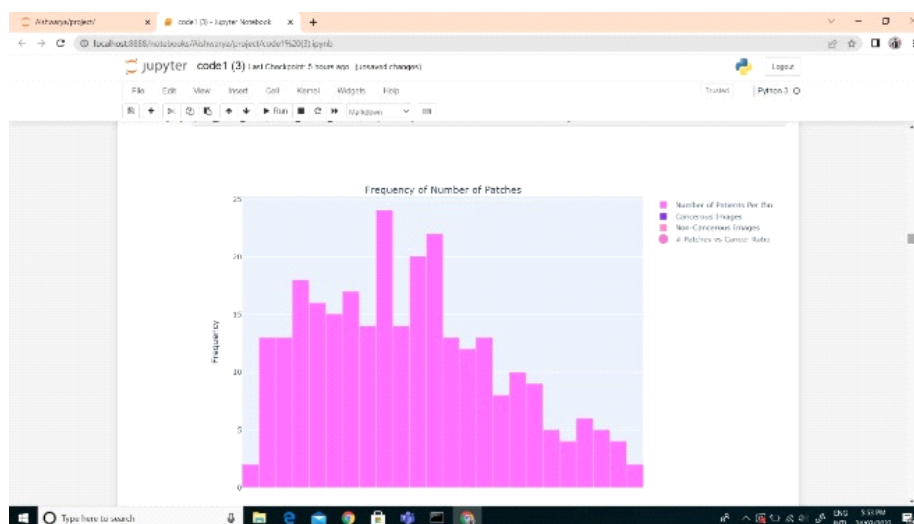 Aishwarya/project/
code1 (3) - Jupyter Notebook
localhost:8888/notebooks/Aishwarya/project/code1%20(3).ipynb
jupyter code1 (3) Last Checkpoint: 5 hours ago (unsaved changes)
Logout
File Edit View Insert Cell Kernel Widgets Help
Trusted Python 3
Run Markdown
Frequency of Number of Patches
25
20
15
10
5
0
Frequency
Number of Patients Per Bin
Cancerous Images
Non-Cancerous Images
# Patches vs Cancer Ratio
Type here to search
ENG 5:53 PM